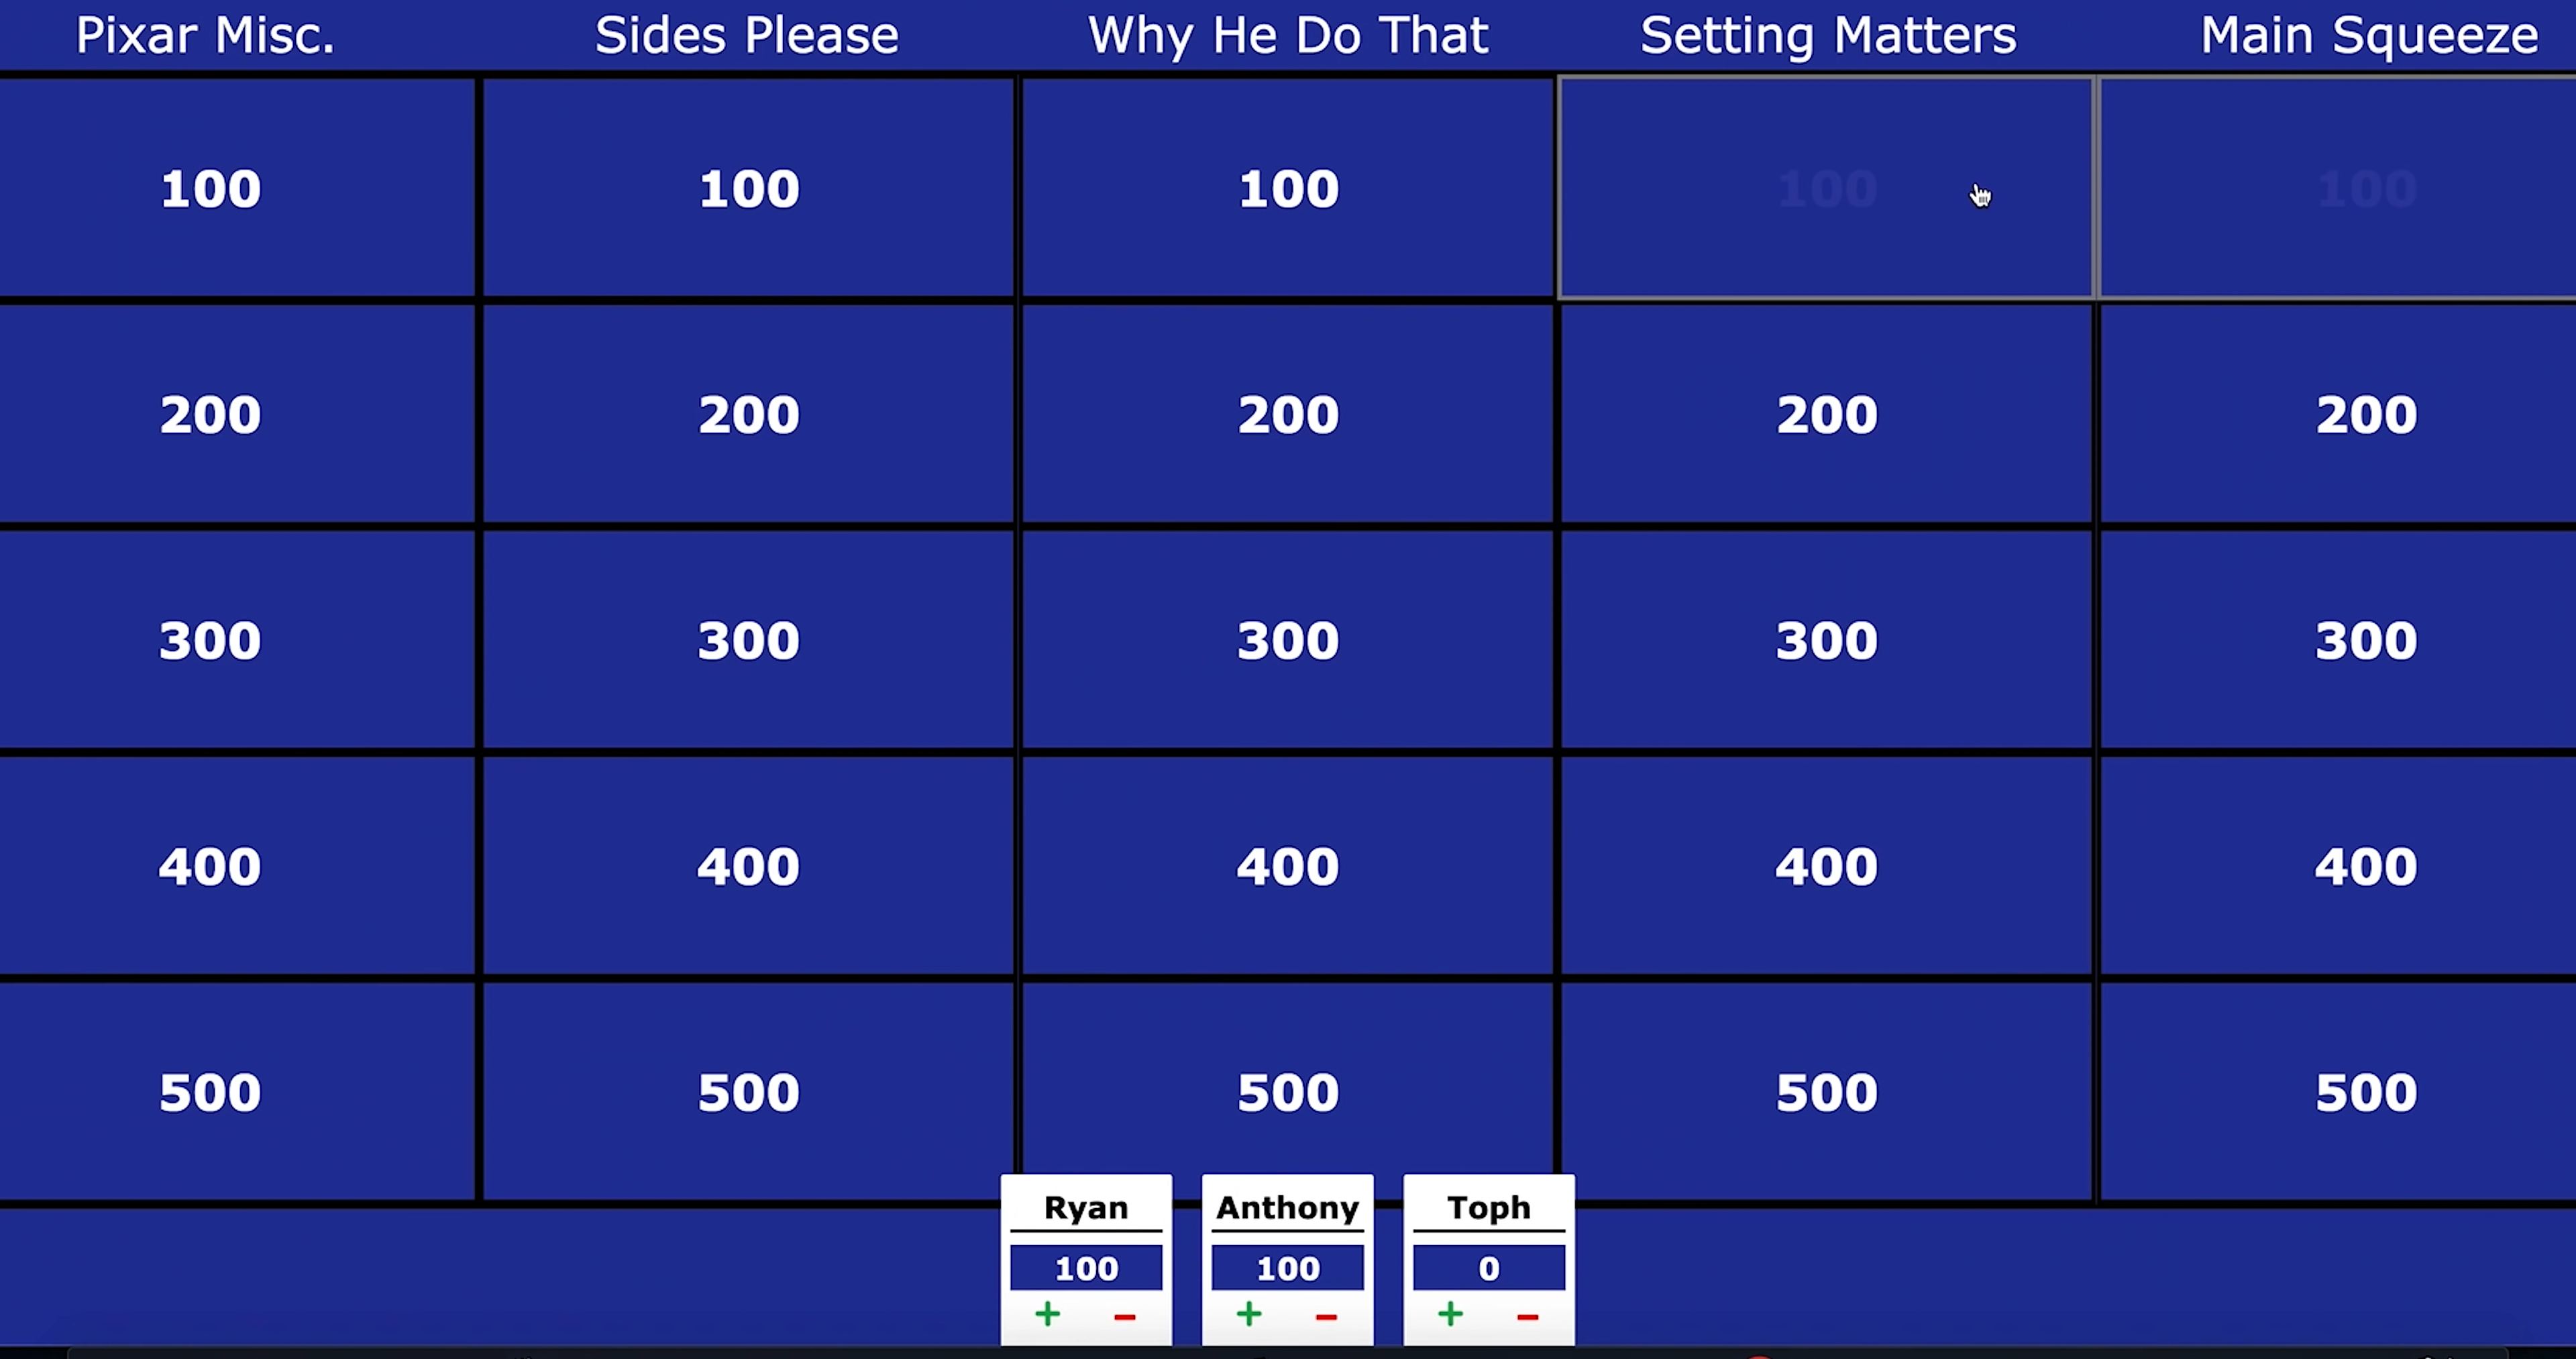 Pixar Misc. Sides Please Why He Do That Setting Matters Main Squeeze
100 100 100 100 100
200 200 200 200 200
300 300 300 300 300
400 400 400 400 400
500 500 500 500 500
Ryan Anthony Toph
100 100 0
+ - + - + -